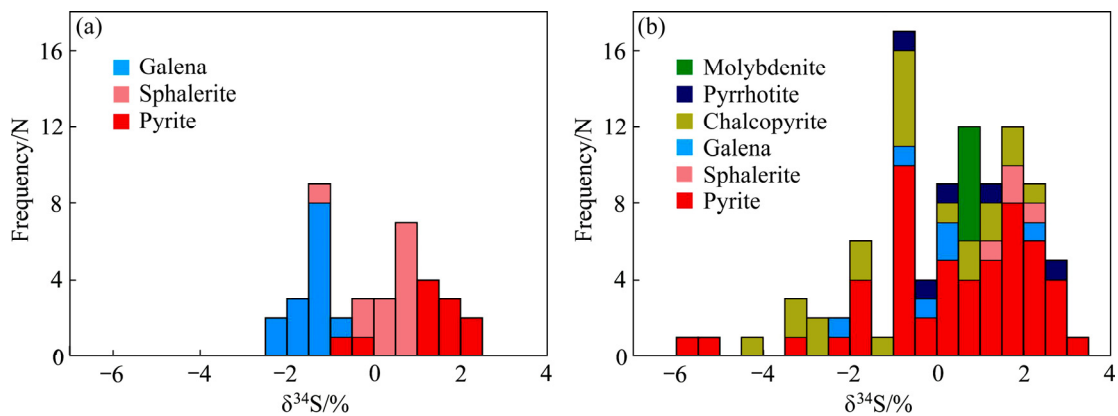 (a)
Galena
Sphalerite
Pyrite
Frequency/N
16
12
8
4
0
−6
−4
−2
0
2
4
δ³⁴S/%
(b)
Molybdenite
Pyrrhotite
Chalcopyrite
Galena
Sphalerite
Pyrite
Frequency/N
16
12
8
4
0
−6
−4
−2
0
2
4
δ³⁴S/%